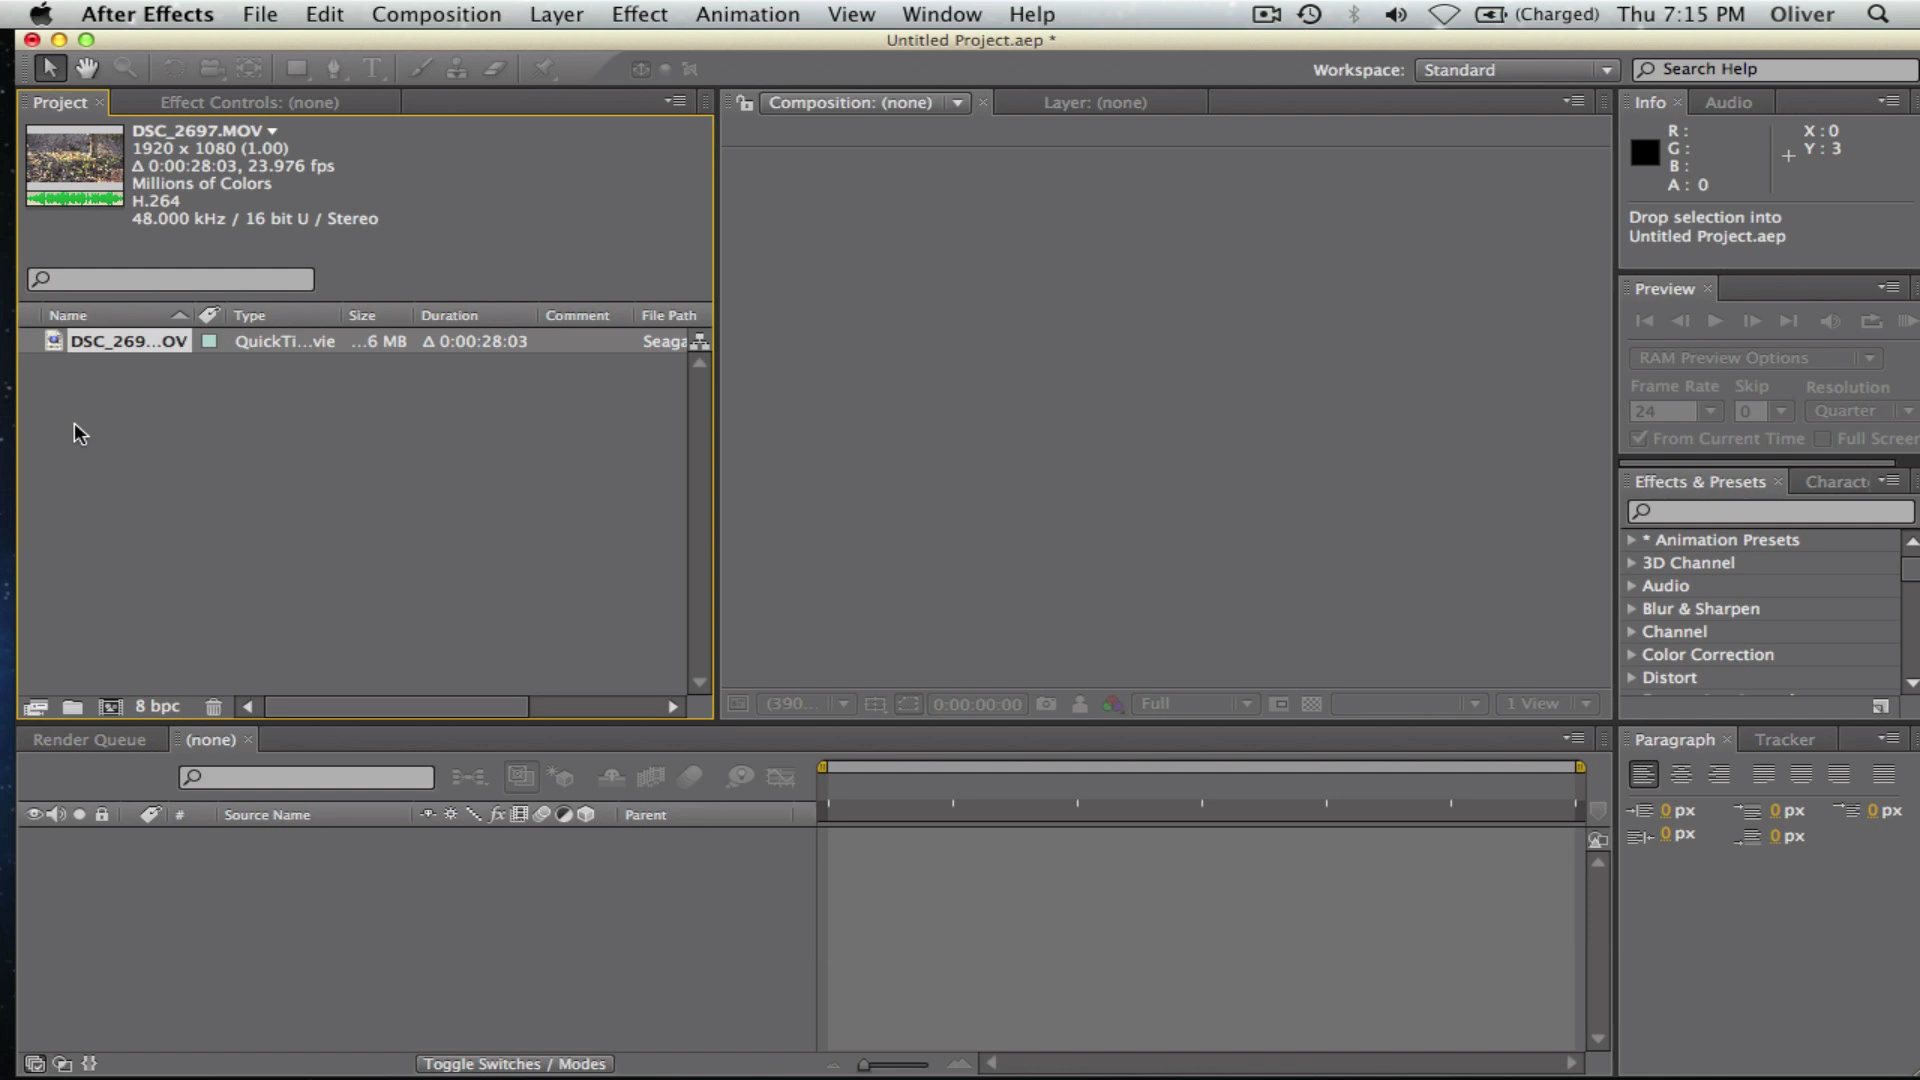 After Effects File Edit Composition Layer Effect Animation View Window Help (Charged) Thu 7:15 PM Oliver
Untitled Project.aep *
Workspace: Standard Search Help
Project Effect Controls: (none)
DSC_2697.MOV
1920 x 1080 (1.00)
Δ 0:00:28:03, 23.976 fps
Millions of Colors
H.264
48.000 kHz / 16 bit U / Stereo
Name Type Size Duration Comment File Path
DSC_269...OV QuickTi...vie ...6 MB Δ 0:00:28:03 Seaga
8 bpc
Composition: (none) Layer: (none)
(390... 0:00:00:00 Full 1 View
Info Audio
R: X:0
G: Y:3
B:
A:0
Drop selection into
Untitled Project.aep
Preview
RAM Preview Options
Frame Rate Skip Resolution
24 0 Quarter
From Current Time Full Screen
Effects & Presets Charact
* Animation Presets
3D Channel
Audio
Blur & Sharpen
Channel
Color Correction
Distort
Render Queue (none)
# Source Name fx Parent
Toggle Switches / Modes
Paragraph Tracker
0 px 0 px 0 px
0 px 0 px